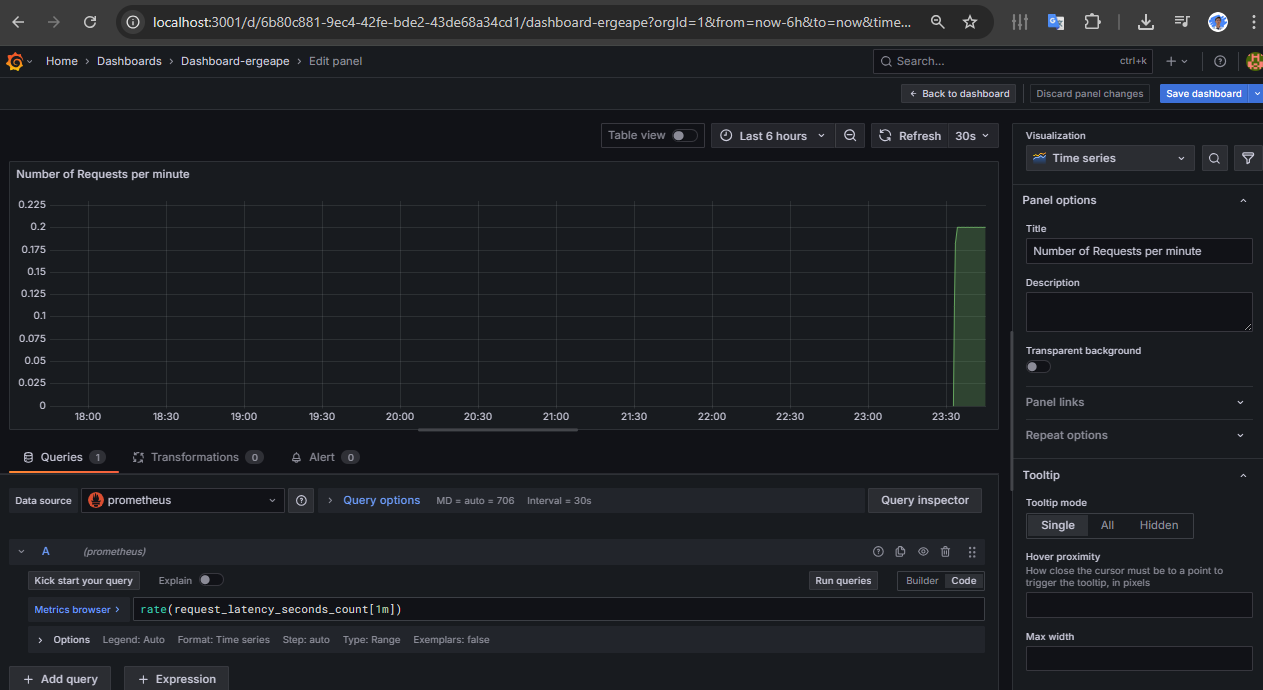 localhost:3001/d/6b80c881-9ec4-42fe-bde2-43de68a34cd1/dashboard-ergeape?orgId=1&from=now-6h&to=now&time...
Home › Dashboards › Dashboard-ergeape › Edit panel
Search... ctrl+k
Back to dashboard
Discard panel changes
Save dashboard
Table view
Last 6 hours
Refresh
30s
Number of Requests per minute
0.225
0.2
0.175
0.15
0.125
0.1
0.075
0.05
0.025
0
18:00 18:30 19:00 19:30 20:00 20:30 21:00 21:30 22:00 22:30 23:00 23:30
Queries 1
Transformations 0
Alert 0
Data source
prometheus
Query options
MD = auto = 706
Interval = 30s
Query inspector
A
(prometheus)
Kick start your query
Explain
Run queries
Builder
Code
Metrics browser >
rate(request_latency_seconds_count[1m])
Options
Legend: Auto
Format: Time series
Step: auto
Type: Range
Exemplars: false
+ Add query
+ Expression
Visualization
Time series
Panel options
Title
Number of Requests per minute
Description
Transparent background
Panel links
Repeat options
Tooltip
Tooltip mode
Single
All
Hidden
Hover proximity
How close the cursor must be to a point to
trigger the tooltip, in pixels
Max width